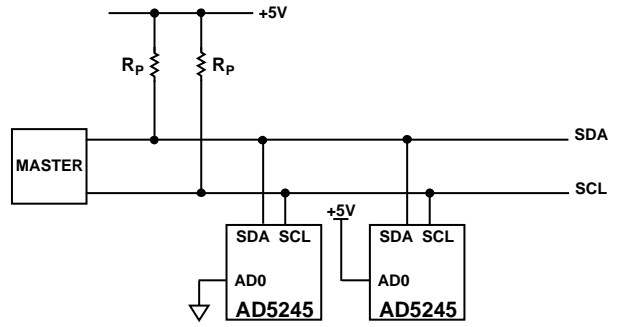 +5V
RP RP
SDA
MASTER
SCL
+5V
SDA SCL SDA SCL
AD0 AD0
AD5245 AD5245